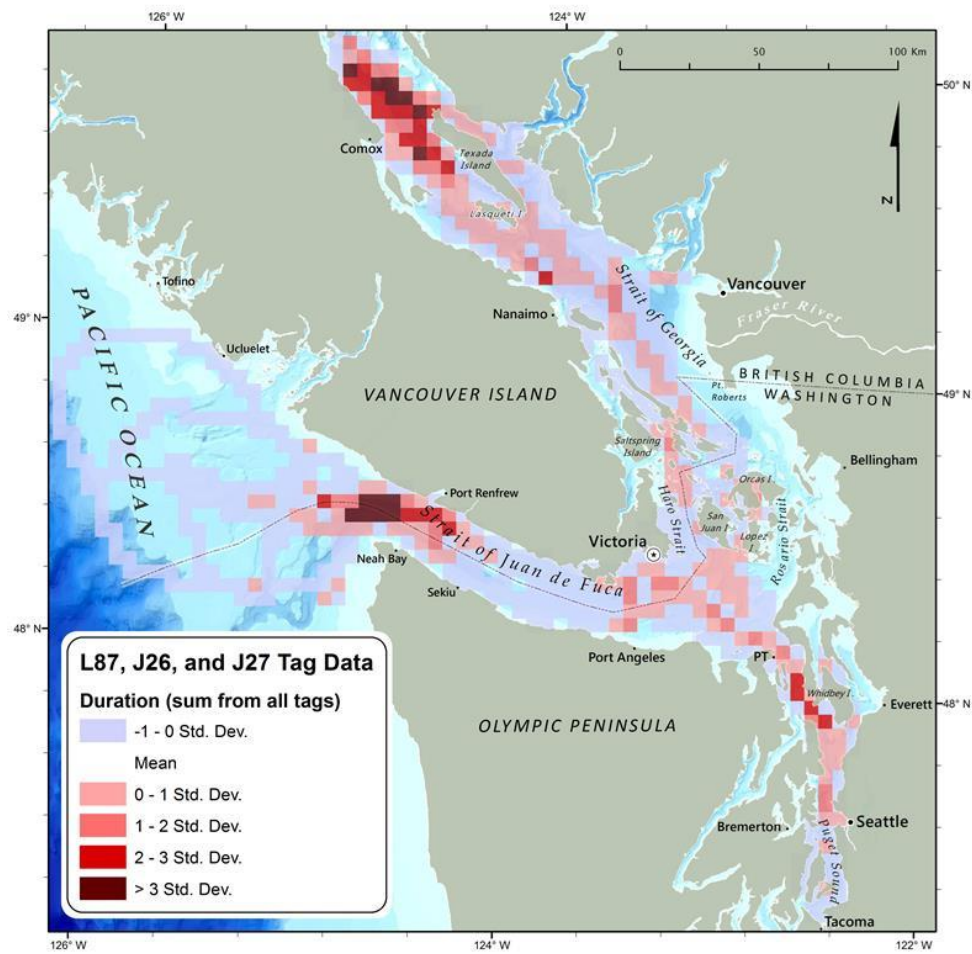 126° W
124° W
0 50 100 Km
50° N
Comox
Texada
Island
N
Lasqueti I
Tofino
Vancouver
Strait of Georgia
49° N
Nanaimo
Fraser River
PACIFIC OCEAN
Ucluelet
BRITISH COLUMBIA
VANCOUVER ISLAND
Pt.
Roberts
WASHINGTON
49° N
Saltspring
Island
Bellingham
Orcas I
Port Renfrew
Haro Strait
San
Juan I
Lopez
I
Rosario Strait
Strait of Juan de Fuca
Victoria
Neah Bay
Sekiu
48° N
Port Angeles
PT
L87, J26, and J27 Tag Data
Duration (sum from all tags)
-1 - 0 Std. Dev.
Mean
0 - 1 Std. Dev.
1 - 2 Std. Dev.
2 - 3 Std. Dev.
> 3 Std. Dev.
Whidbey I
Everett
48° N
OLYMPIC PENINSULA
Bremerton
Seattle
Puget Sound
Tacoma
126° W
124° W
122° W